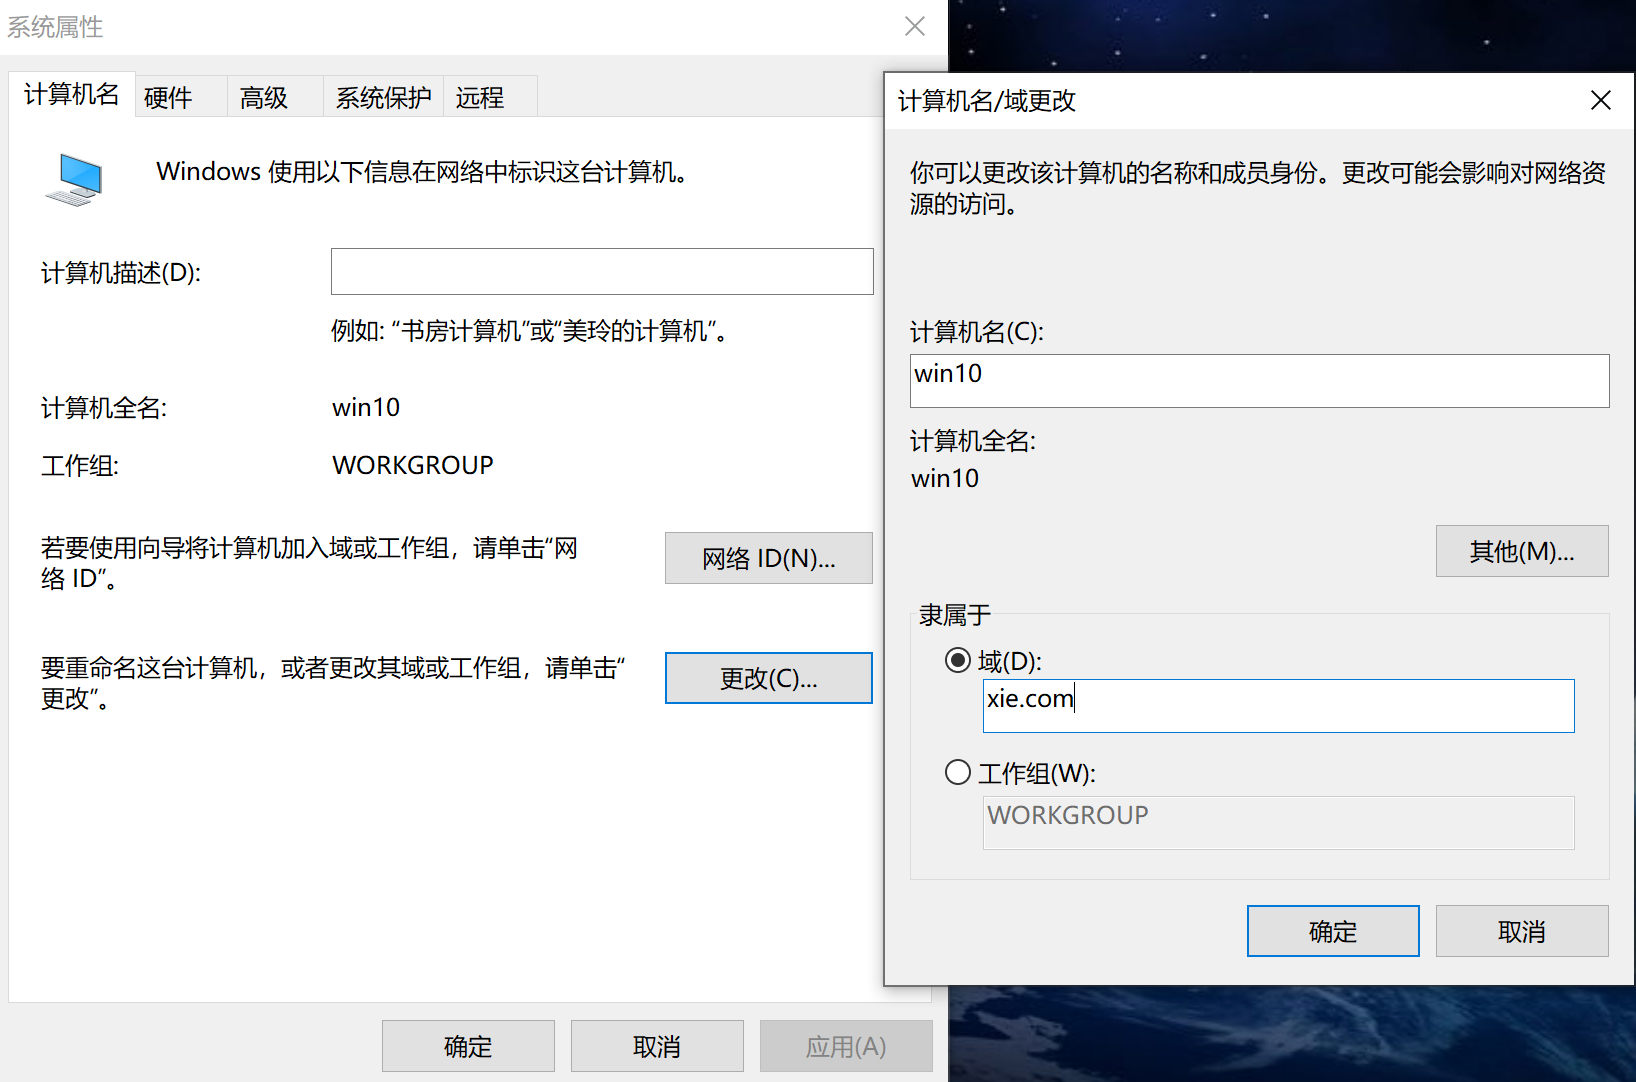 系统属性
计算机名
硬件
高级
系统保护
远程
Windows 使用以下信息在网络中标识这台计算机。
计算机描述(D):
例如: “书房计算机”或“美玲的计算机”。
计算机全名:
win10
工作组:
WORKGROUP
若要使用向导将计算机加入域或工作组，请单击“网
络 ID”。
网络 ID(N)...
要重命名这台计算机，或者更改其域或工作组，请单击“
更改”。
更改(C)...
确定
取消
应用(A)
计算机名/域更改
你可以更改该计算机的名称和成员身份。更改可能会影响对网络资
源的访问。
计算机名(C):
win10
计算机全名:
win10
其他(M)...
隶属于
域(D):
xie.com
工作组(W):
WORKGROUP
确定
取消